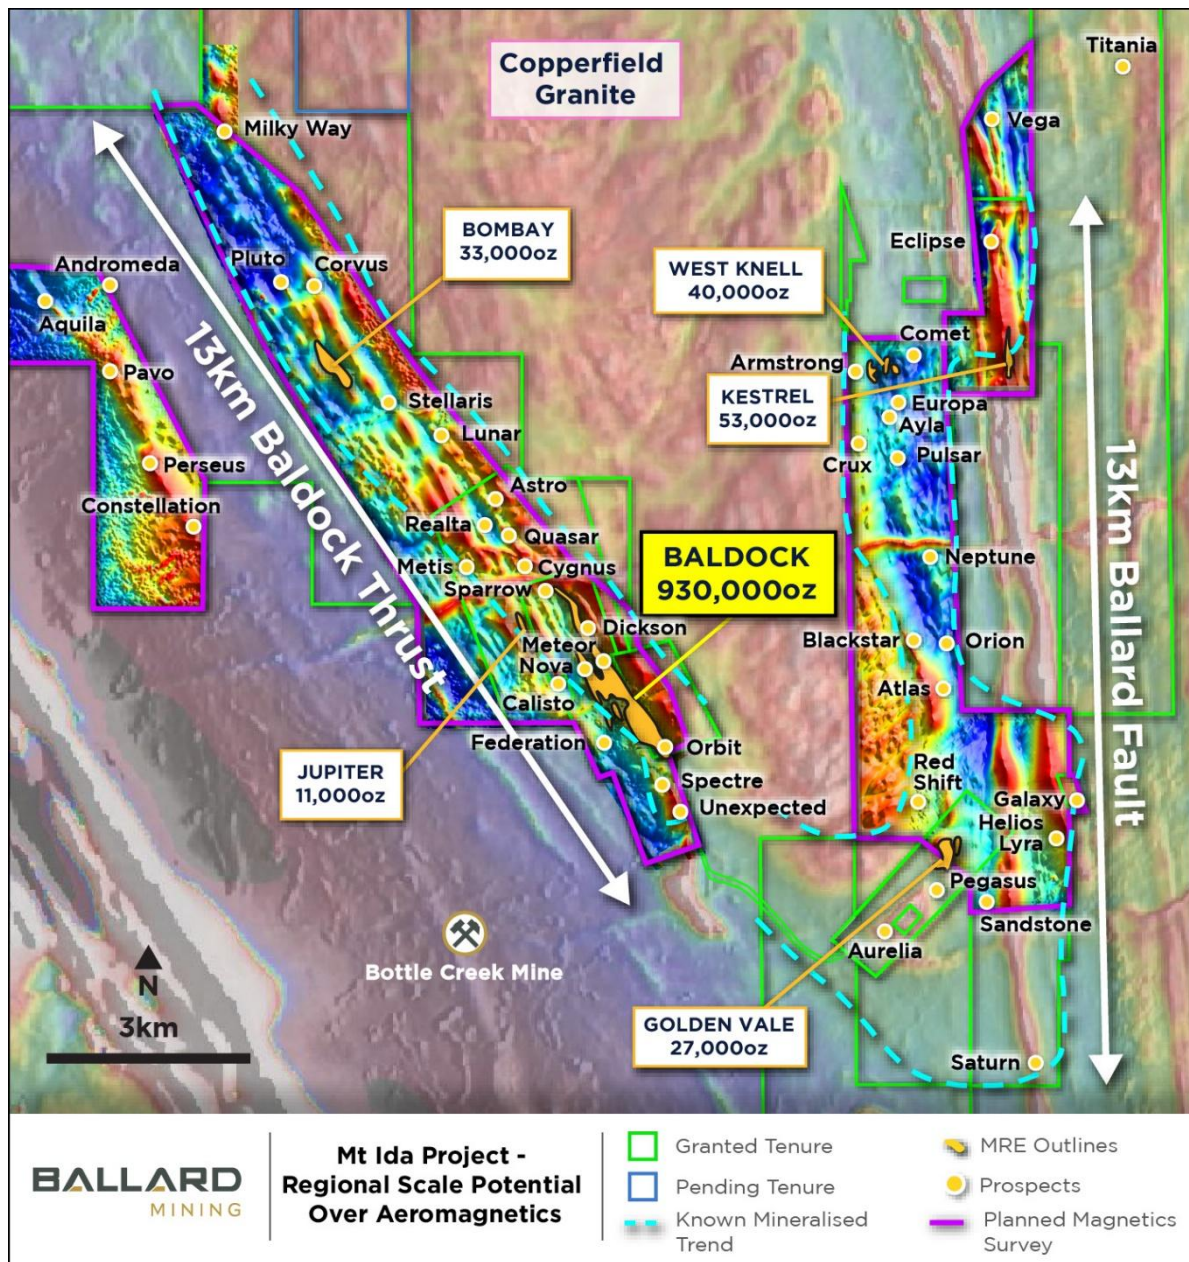 Copperfield
Granite
Titania
Milky Way
Vega
BOMBAY
33,000oz
Eclipse
Andromeda
Pluto
Corvus
WEST KNELL
40,000oz
Aquila
Comet
Pavo
Armstrong
KESTREL
53,000oz
Stellaris
Europa
Ayla
Lunar
Crux
Pulsar
Perseus
Astro
Constellation
Realta
Quasar
13km Baldock Thrust
13km Ballard Fault
Metis
Cygnus
BALDOCK
930,000oz
Neptune
Sparrow
Dickson
Meteor
Nova
Blackstar
Orion
Calisto
Atlas
Federation
Orbit
JUPITER
11,000oz
Spectre
Unexpected
Red
Shift
Galaxy
Helios
Lyra
Pegasus
Sandstone
Aurelia
Bottle Creek Mine
N
3km
GOLDEN VALE
27,000oz
Saturn
BALLARD
MINING
Mt Ida Project -
Regional Scale Potential
Over Aeromagnetics
Granted Tenure
Pending Tenure
Known Mineralised
Trend
MRE Outlines
Prospects
Planned Magnetics
Survey